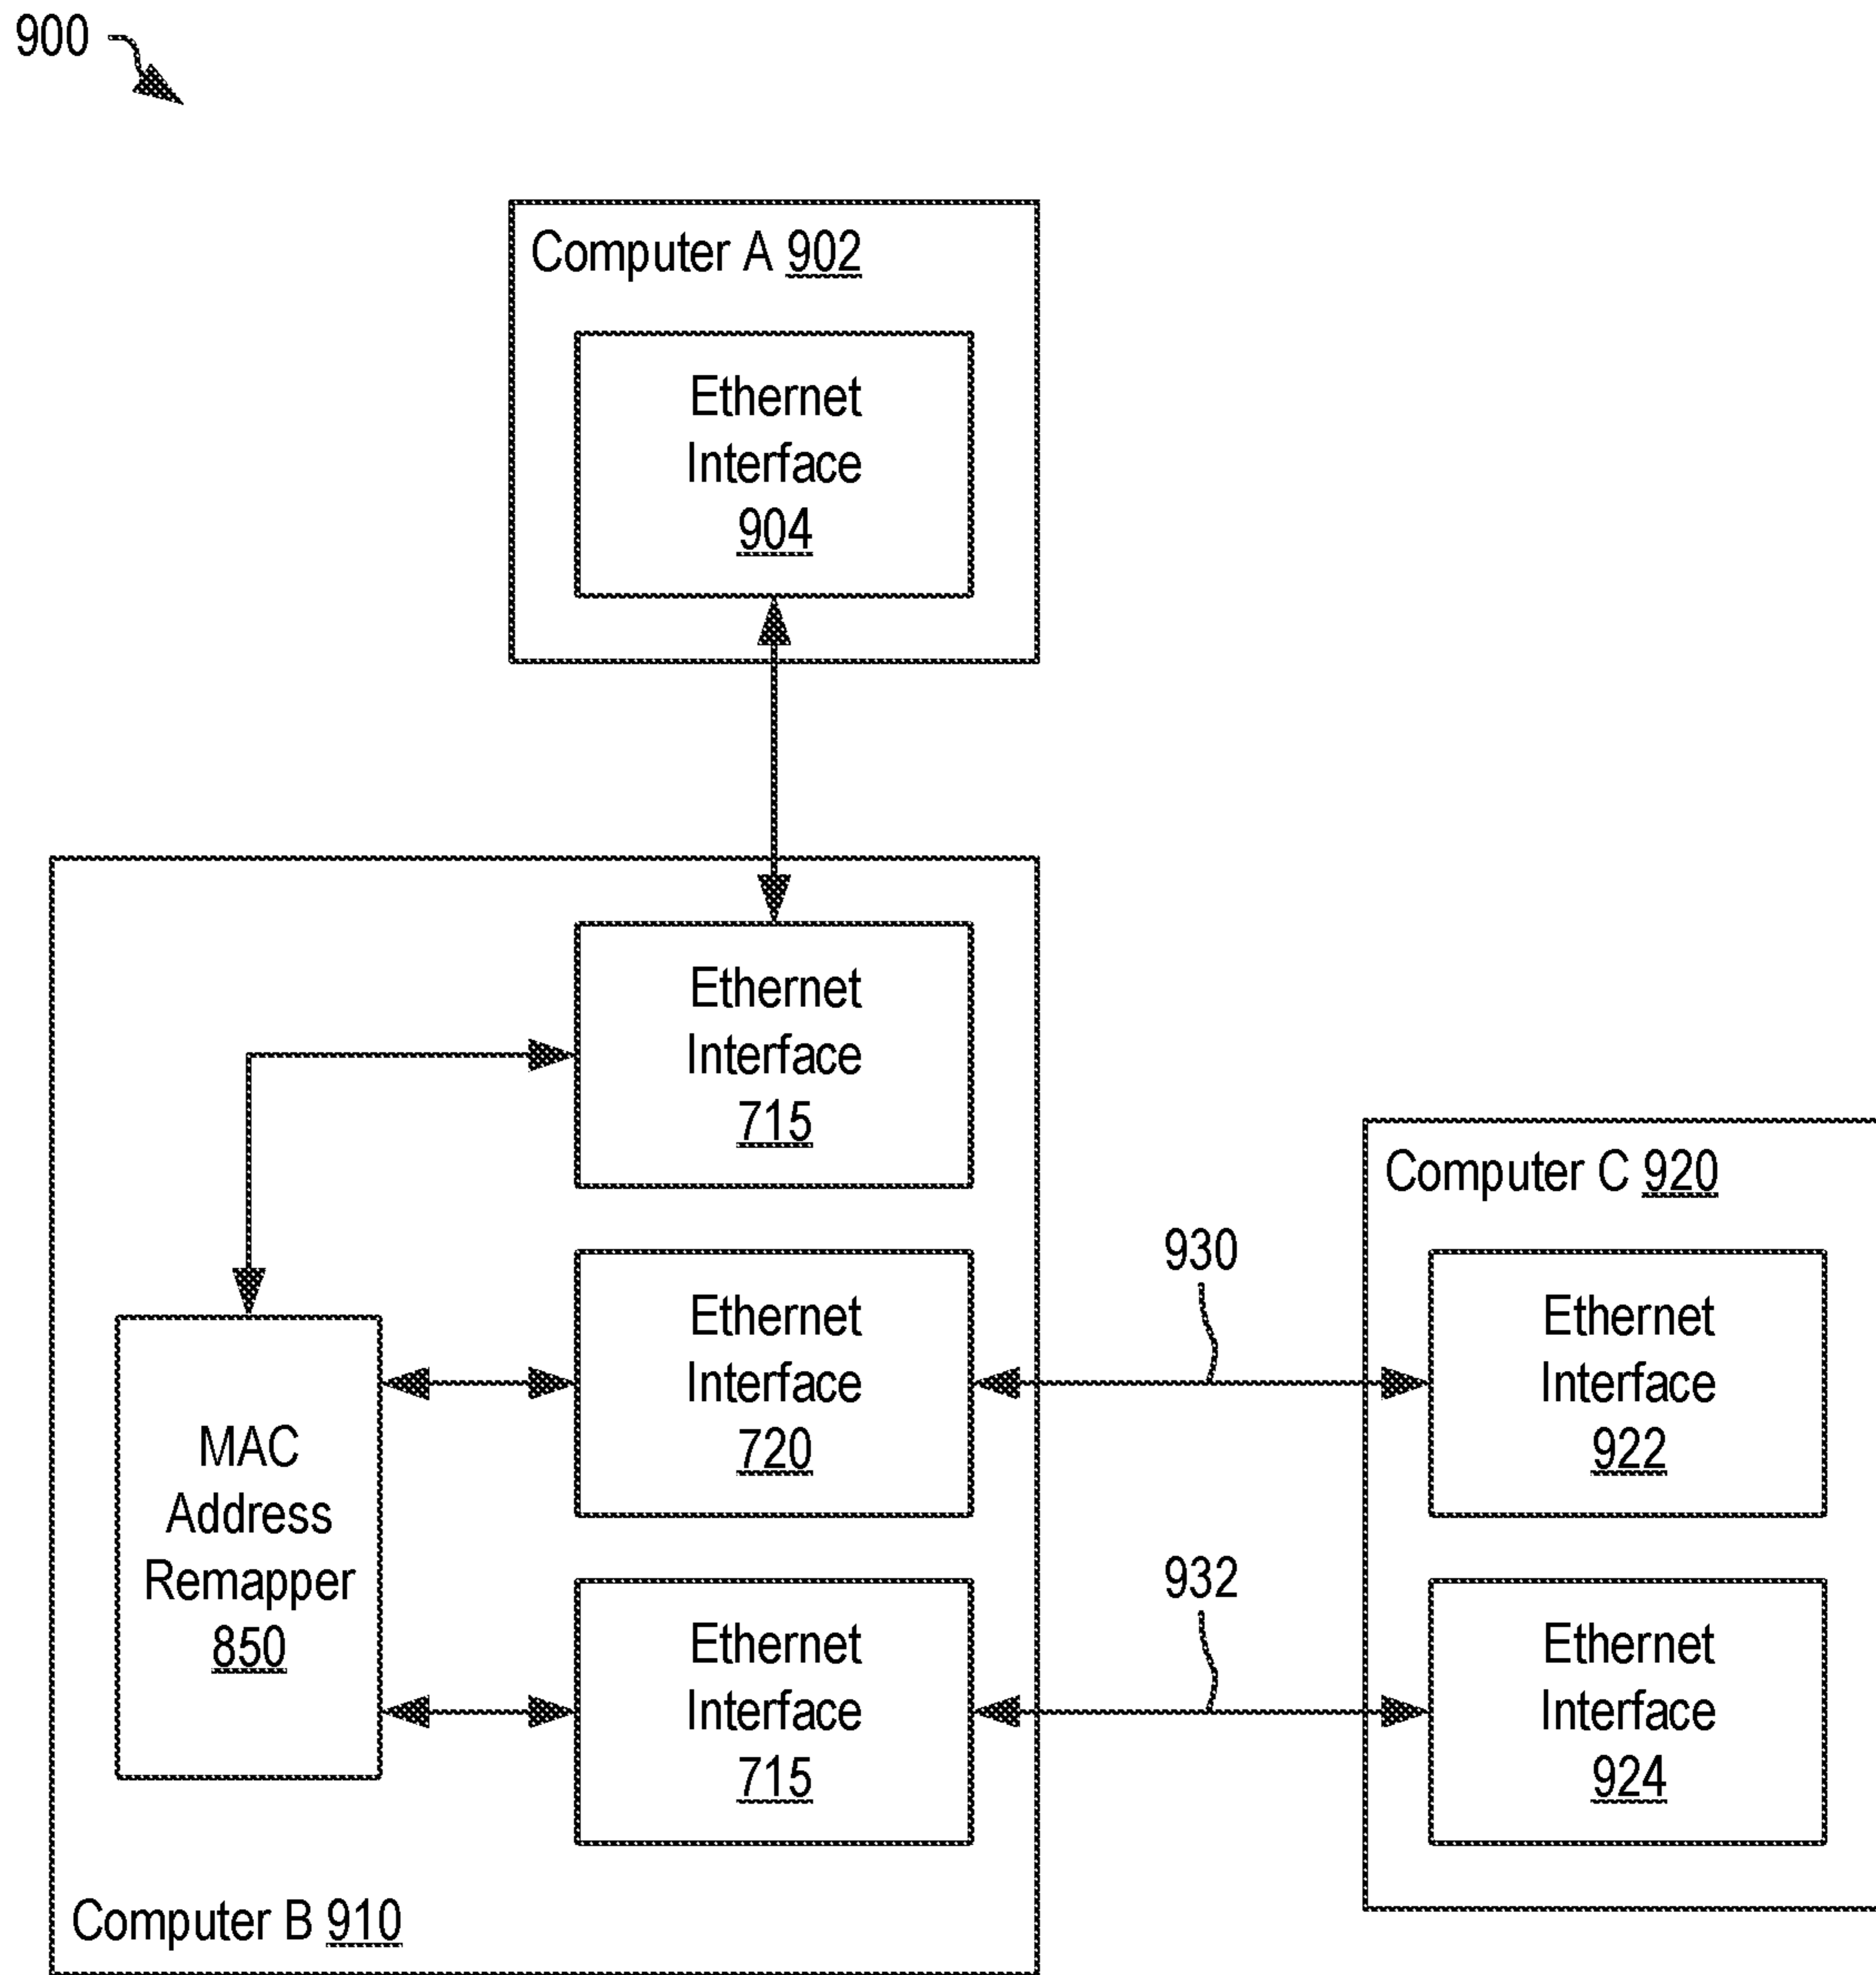 900
Computer A 902
Ethernet
Interface
904
Ethernet
Interface
715
Computer C 920
930
Ethernet
Interface
720
Ethernet
Interface
922
MAC
Address
Remapper
850
932
Ethernet
Interface
715
Ethernet
Interface
924
Computer B 910